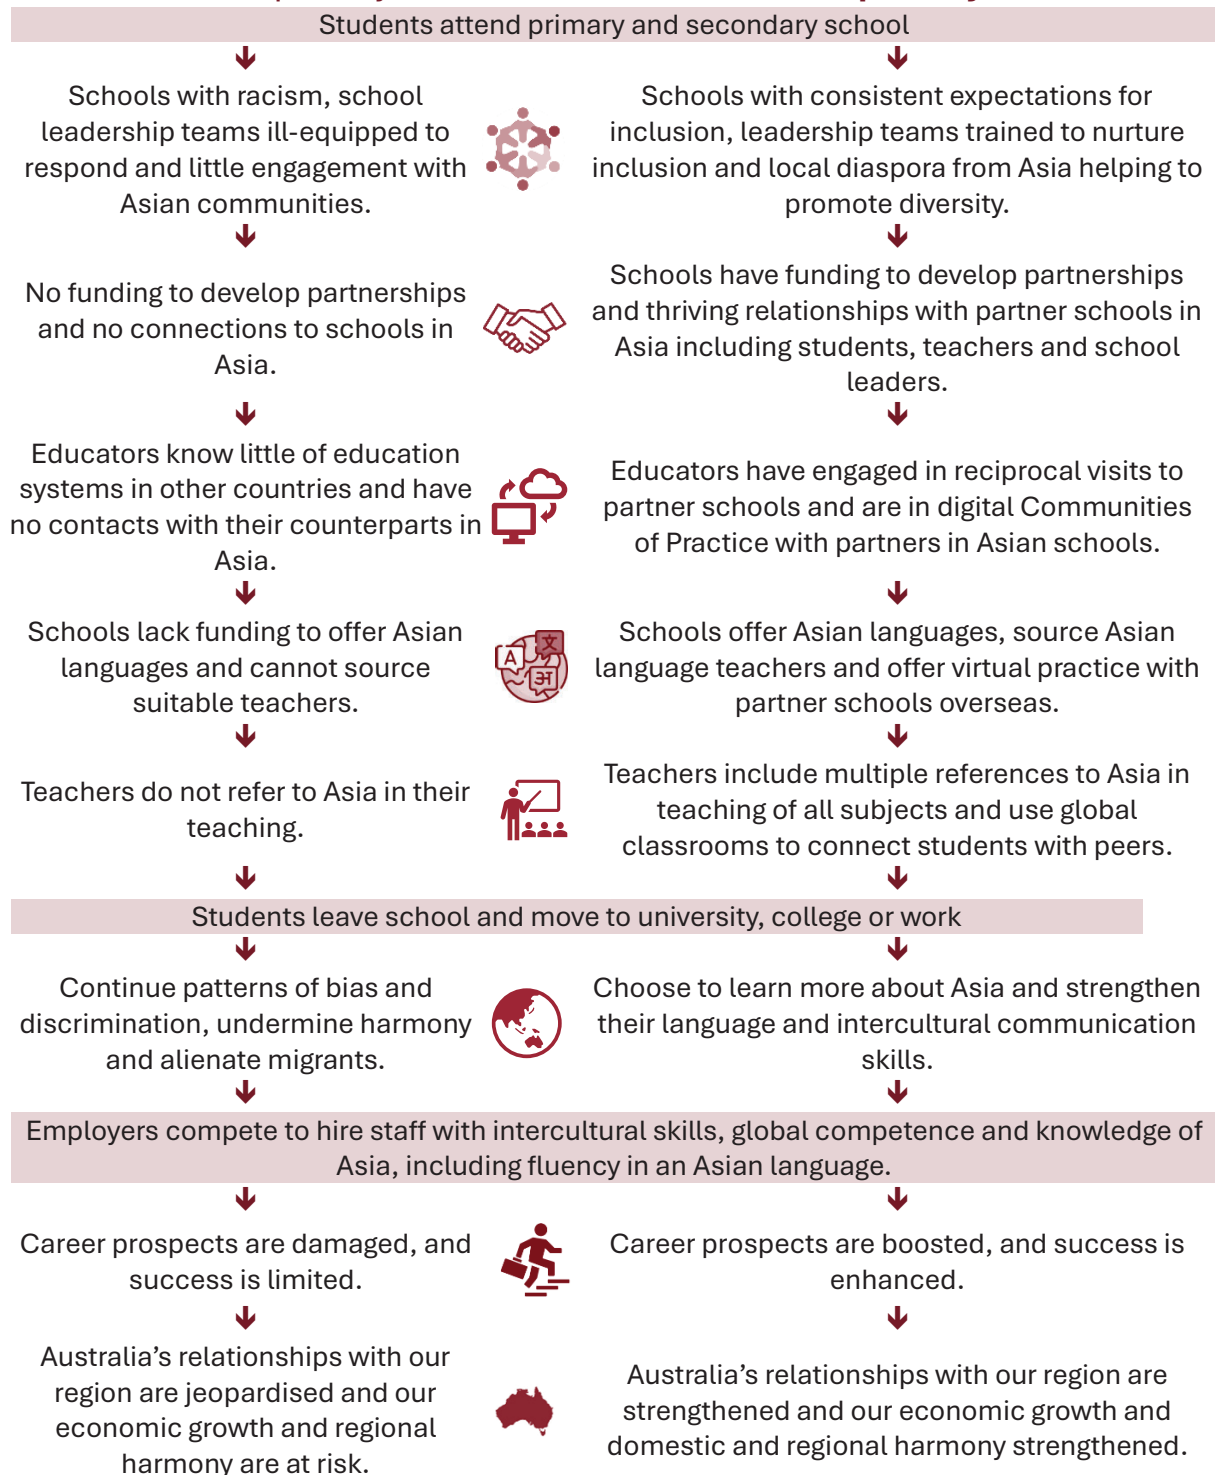 Students attend primary and secondary school
Schools with racism, school
leadership teams ill-equipped to
respond and little engagement with
Asian communities.
Schools with consistent expectations for
inclusion, leadership teams trained to nurture
inclusion and local diaspora from Asia helping to
promote diversity.
No funding to develop partnerships
and no connections to schools in
Asia.
Schools have funding to develop partnerships
and thriving relationships with partner schools in
Asia including students, teachers and school
leaders.
Educators know little of education
systems in other countries and have
no contacts with their counterparts in
Asia.
Educators have engaged in reciprocal visits to
partner schools and are in digital Communities
of Practice with partners in Asian schools.
Schools lack funding to offer Asian
languages and cannot source
suitable teachers.
A
文
अ
Schools offer Asian languages, source Asian
language teachers and offer virtual practice with
partner schools overseas.
Teachers do not refer to Asia in their
teaching.
Teachers include multiple references to Asia in
teaching of all subjects and use global
classrooms to connect students with peers.
Students leave school and move to university, college or work
Continue patterns of bias and
discrimination, undermine harmony
and alienate migrants.
Choose to learn more about Asia and strengthen
their language and intercultural communication
skills.
Employers compete to hire staff with intercultural skills, global competence and knowledge of
Asia, including fluency in an Asian language.
Career prospects are damaged, and
success is limited.
Career prospects are boosted, and success is
enhanced.
Australia’s relationships with our
region are jeopardised and our
economic growth and regional
harmony are at risk.
Australia’s relationships with our region are
strengthened and our economic growth and
domestic and regional harmony strengthened.